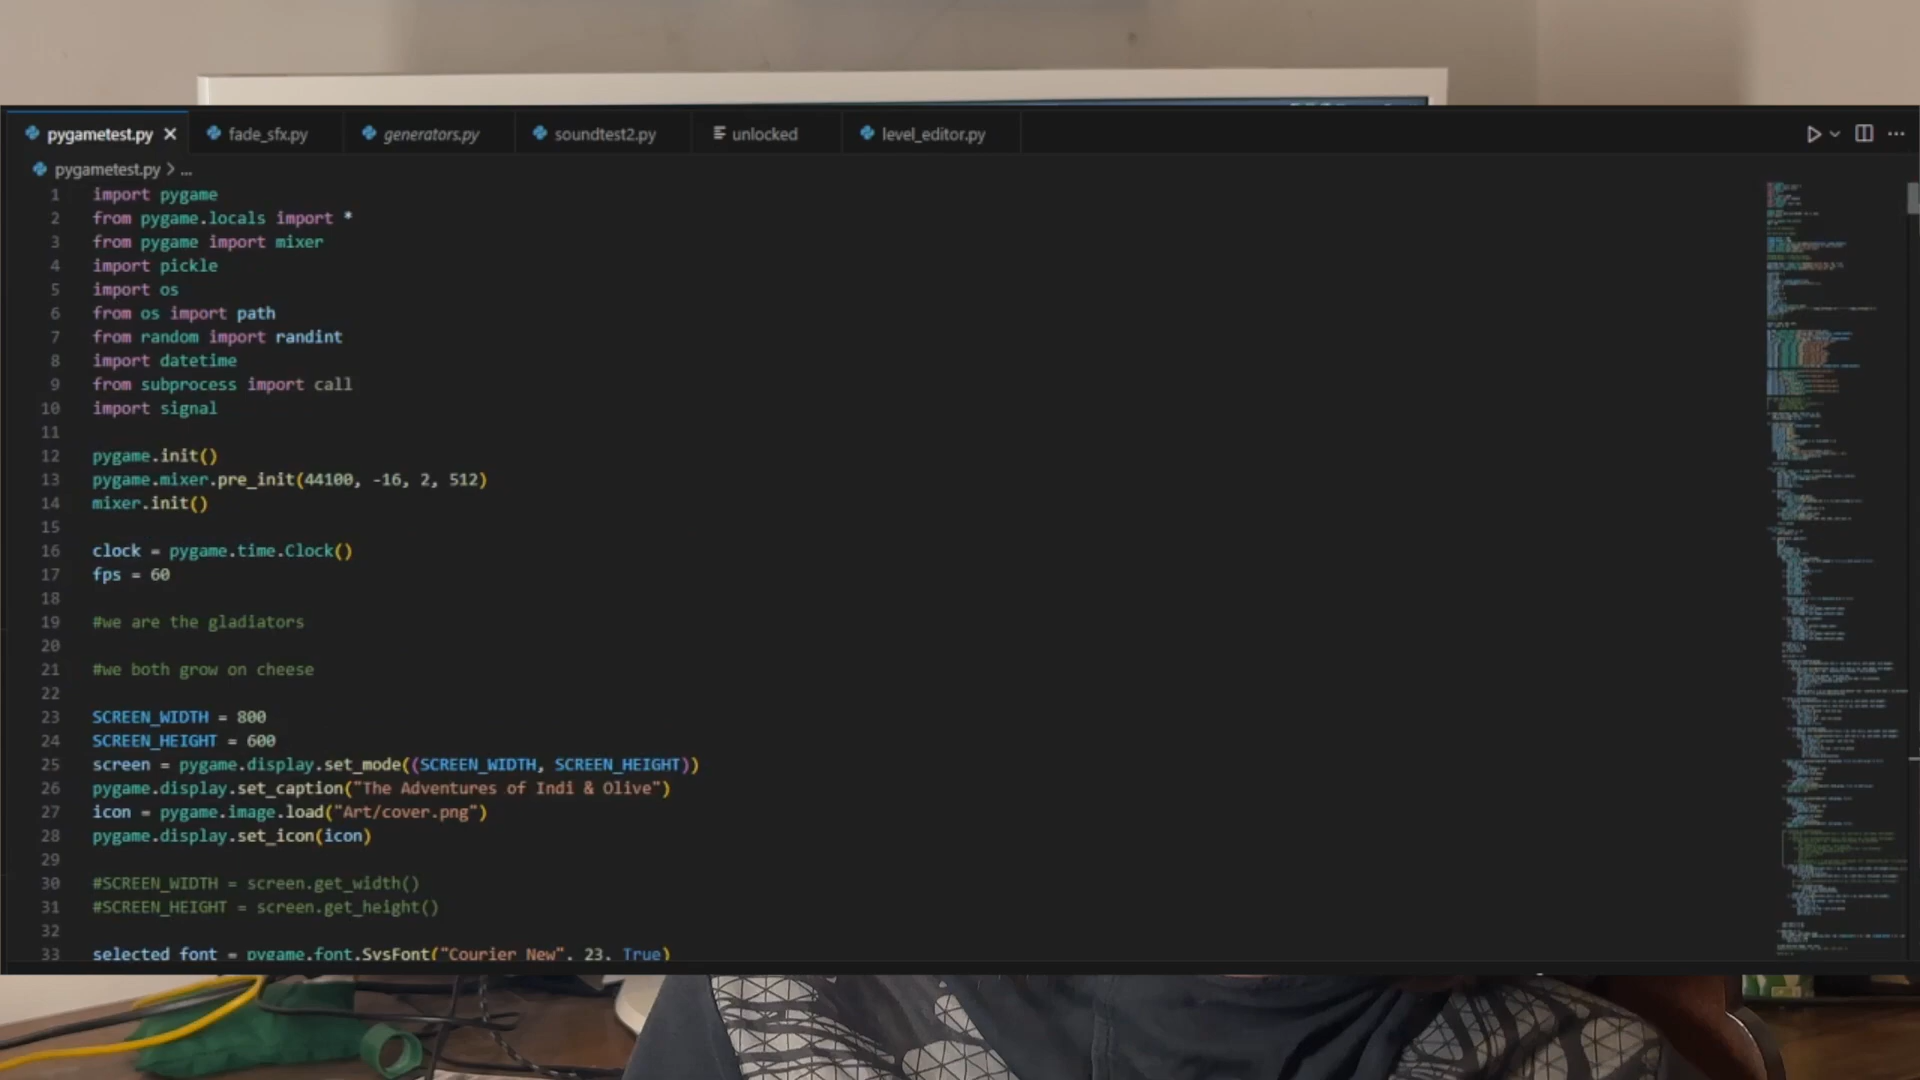 pygametest.py fade_sfx.py generators.py soundtest2.py unlocked level_editor.py
pygametest.py > ...
1 import pygame
2 from pygame.locals import *
3 from pygame import mixer
4 import pickle
5 import os
6 from os import path
7 from random import randint
8 import datetime
9 from subprocess import call
10 import signal
11
12 pygame.init()
13 pygame.mixer.pre_init(44100, -16, 2, 512)
14 mixer.init()
15
16 clock = pygame.time.Clock()
17 fps = 60
18
19 #we are the gladiators
20
21 #we both grow on cheese
22
23 SCREEN_WIDTH = 800
24 SCREEN_HEIGHT = 600
25 screen = pygame.display.set_mode((SCREEN_WIDTH, SCREEN_HEIGHT))
26 pygame.display.set_caption("The Adventures of Indi & Olive")
27 icon = pygame.image.load("Art/cover.png")
28 pygame.display.set_icon(icon)
29
30 #SCREEN_WIDTH = screen.get_width()
31 #SCREEN_HEIGHT = screen.get_height()
32
33 selected_font = pygame.font.SysFont("Courier New", 23, True)